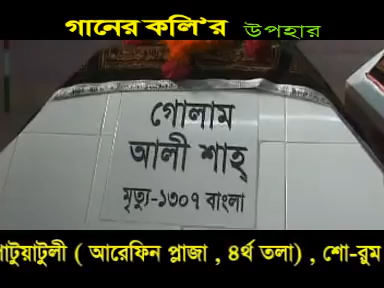 গানের কলি'র উপহার
গোলাম
আলী শাহ্
মৃত্যু-১৩০৭ বাংলা
পাটুয়াটুলী ( আরেফিন প্লাজা , ৪র্থ তলা) , শো-রুম